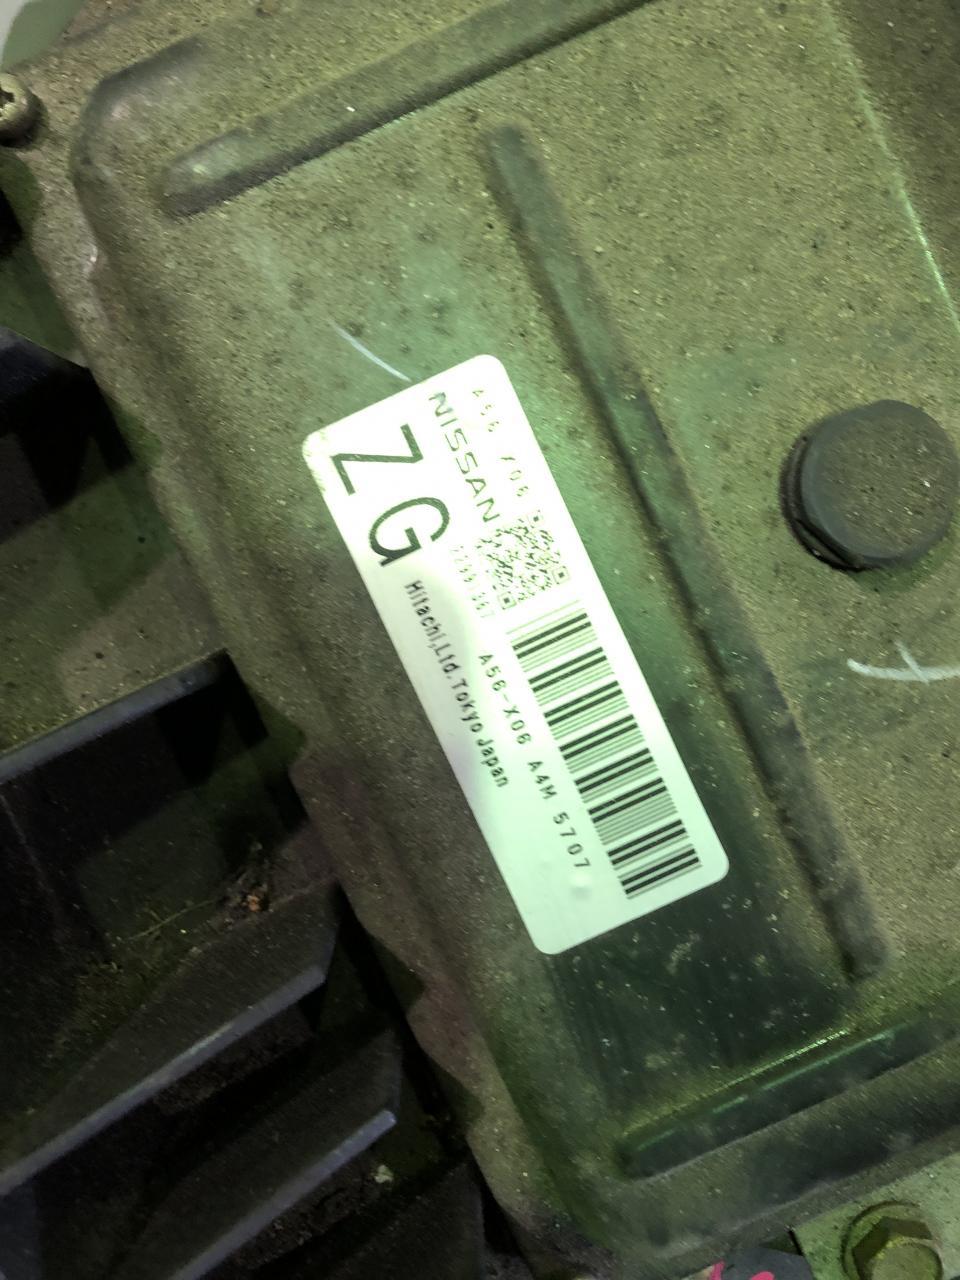 A56 X06
NISSAN
ZG
A56-X06 A4M 5707
Hitachi,Ltd.Tokyo Japan